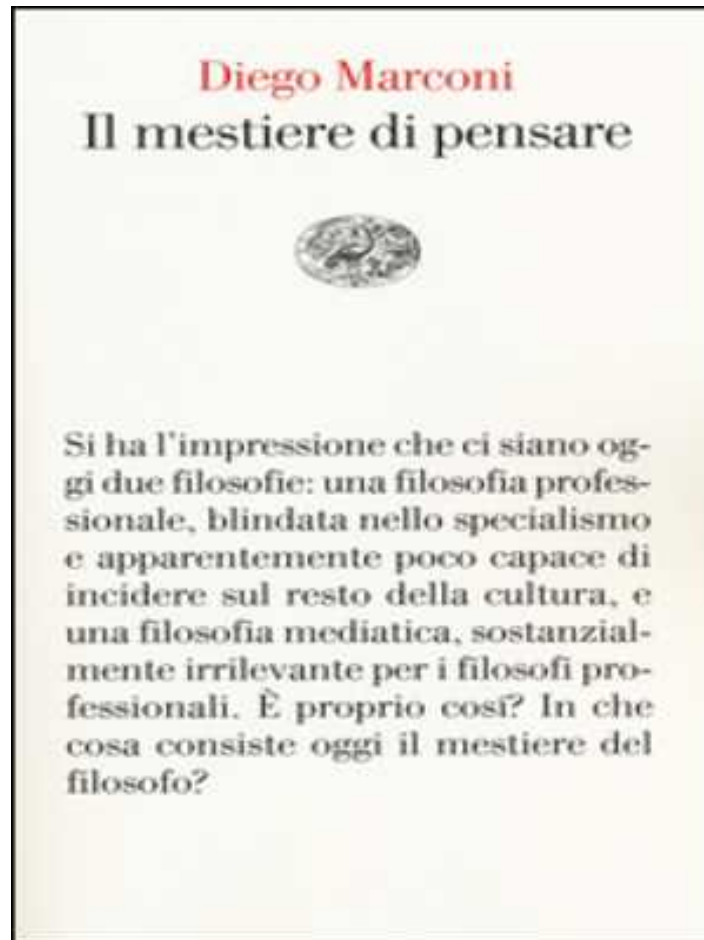 Diego Marconi
Il mestiere di pensare
Si ha l'impressione che ci siano og-
gi due filosofie: una filosofia profes-
sionale, blindata nello specialismo
e apparentemente poco capace di
incidere sul resto della cultura, e
una filosofia mediatica, sostanzial-
mente irrilevante per i filosofi pro-
fessionali. È proprio cosí? In che
cosa consiste oggi il mestiere del
filosofo?